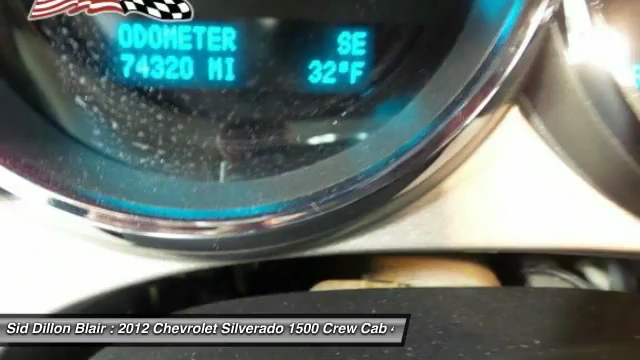 ODOMETER SE
74320 MI 32°F
Sid Dillon Blair : 2012 Chevrolet Silverado 1500 Crew Cab